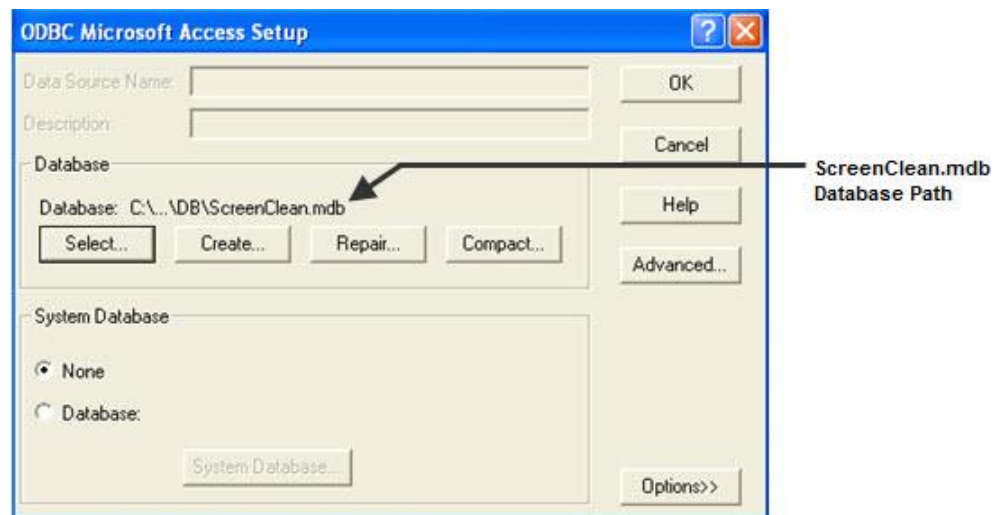 ODBC Microsoft Access Setup
Data Source Name:
OK
Description:
Cancel
Database
ScreenClean.mdb
Database Path
Database: C:\...\DB\ScreenClean.mdb
Help
Select...
Create...
Repair...
Compact...
Advanced...
System Database
None
Database:
System Database...
Options>>